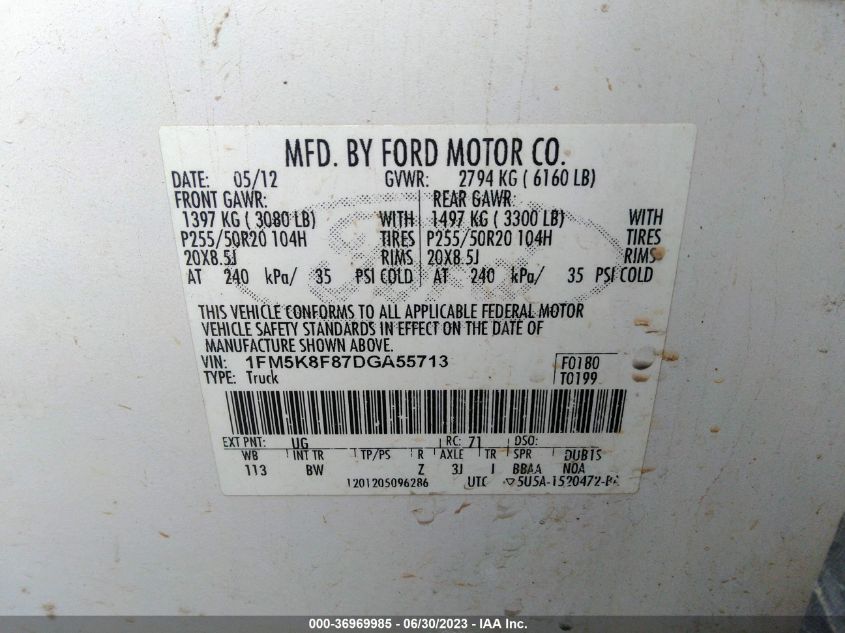 MFD. BY FORD MOTOR CO.
DATE: 05/12 GVWR: 2794 KG ( 6160 LB)
FRONT GAWR: REAR GAWR:
1397 KG ( 3080 LB) WITH 1497 KG ( 3300 LB) WITH
P255/50R20 104H TIRES P255/50R20 104H TIRES
20X8.5J RIMS 20X8.5J RIMS
AT 240 kPa/ 35 PSI COLD AT 240 kPa/ 35 PSI COLD
THIS VEHICLE CONFORMS TO ALL APPLICABLE FEDERAL MOTOR
VEHICLE SAFETY STANDARDS IN EFFECT ON THE DATE OF
MANUFACTURE SHOWN ABOVE.
VIN: 1FM5K8F87DGA55713 F0180
TYPE: Truck T0199
EXT PNT: UG RC: 71 DSO:
WB INT TR TP/PS R AXLE TR SPR DUB1S
113 BW Z 3J I BBAA NOA
1201205096286 UTC
000-36969985 / 06/30/2023 / IAA Inc.